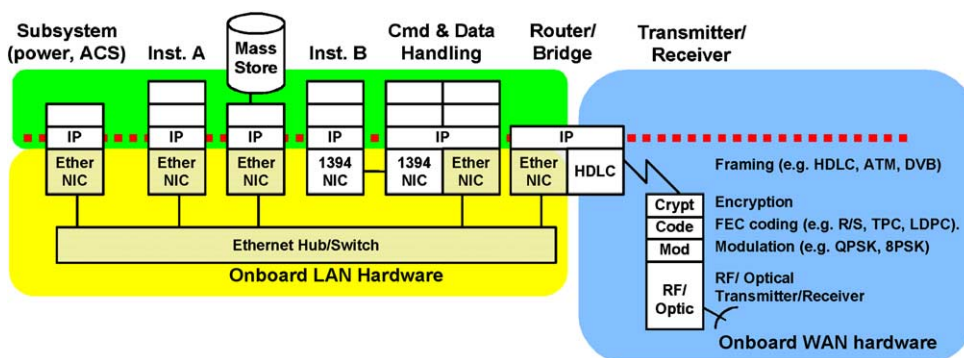 Subsystem
(power, ACS)
Inst. A
Mass
Store
Inst. B
Cmd & Data
Handling
Router/
Bridge
Transmitter/
Receiver
IP
IP
IP
IP
IP
IP
Ether
NIC
Ether
NIC
Ether
NIC
1394
NIC
1394
NIC
Ether
NIC
Ether
NIC
HDLC
Framing (e.g. HDLC, ATM, DVB)
Crypt
Encryption
Code
FEC coding (e.g. R/S, TPC, LDPC).
Mod
Modulation (e.g. QPSK, 8PSK)
RF/
Optic
RF/ Optical
Transmitter/Receiver
Ethernet Hub/Switch
Onboard LAN Hardware
Onboard WAN hardware